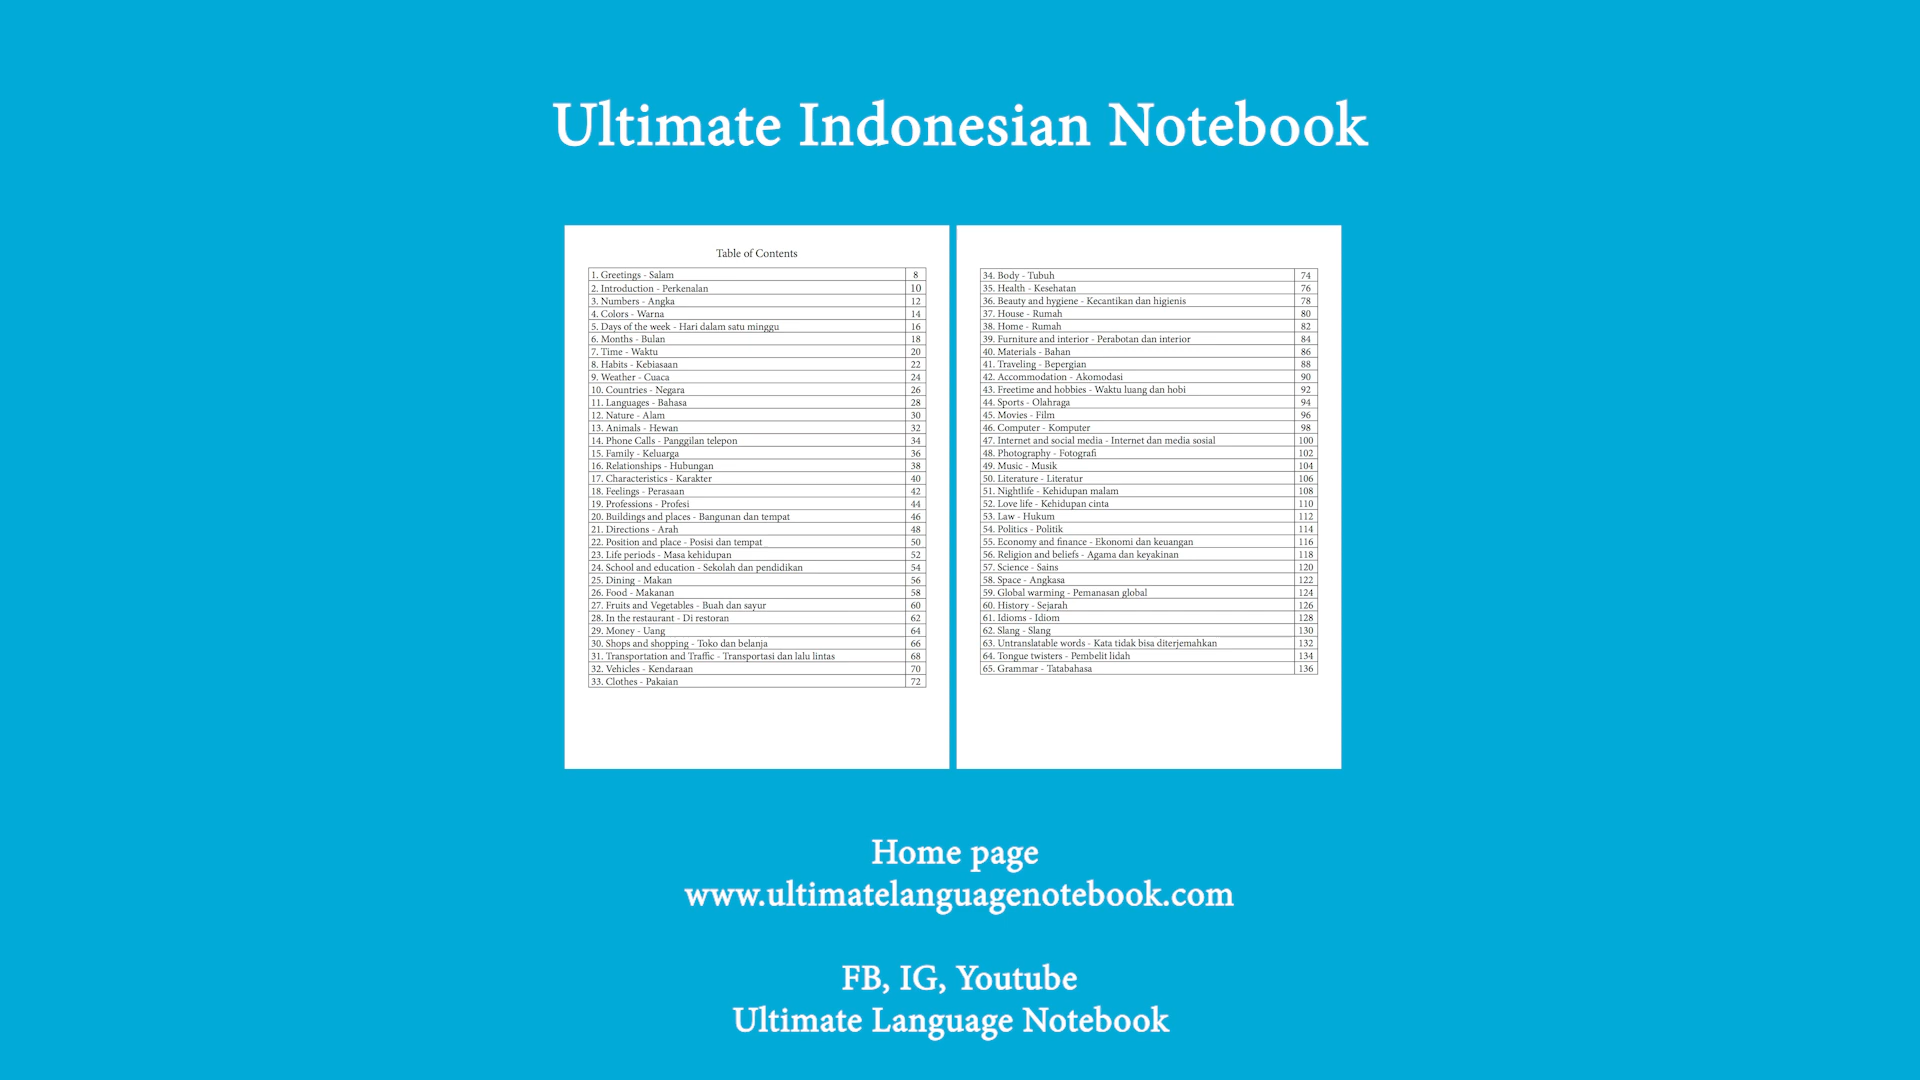 Ultimate Indonesian Notebook
Table of Contents
1. Greetings - Salam 8
2. Introduction - Perkenalan 10
3. Numbers - Angka 12
4. Colors - Warna 14
5. Days of the week - Hari dalam satu minggu 16
6. Months - Bulan 18
7. Time - Waktu 20
8. Habits - Kebiasaan 22
9. Weather - Cuaca 24
10. Countries - Negara 26
11. Languages - Bahasa 28
12. Nature - Alam 30
13. Animals - Hewan 32
14. Phone Calls - Panggilan telepon 34
15. Family - Keluarga 36
16. Relationships - Hubungan 38
17. Characteristics - Karakter 40
18. Feelings - Perasaan 42
19. Professions - Profesi 44
20. Buildings and places - Bangunan dan tempat 46
21. Directions - Arah 48
22. Position and place - Posisi dan tempat 50
23. Life periods - Masa kehidupan 52
24. School and education - Sekolah dan pendidikan 54
25. Dining - Makan 56
26. Food - Makanan 58
27. Fruits and Vegetables - Buah dan sayur 60
28. In the restaurant - Di restoran 62
29. Money - Uang 64
30. Shops and shopping - Toko dan belanja 66
31. Transportation and Traffic - Transportasi dan lalu lintas 68
32. Vehicles - Kendaraan 70
33. Clothes - Pakaian 72
34. Body - Tubuh 74
35. Health - Kesehatan 76
36. Beauty and hygiene - Kecantikan dan higienis 78
37. House - Rumah 80
38. Home - Rumah 82
39. Furniture and interior - Perabotan dan interior 84
40. Materials - Bahan 86
41. Traveling - Bepergian 88
42. Accommodation - Akomodasi 90
43. Freetime and hobbies - Waktu luang dan hobi 92
44. Sports - Olahraga 94
45. Movies - Film 96
46. Computer - Komputer 98
47. Internet and social media - Internet dan media sosial 100
48. Photography - Fotografi 102
49. Music - Musik 104
50. Literature - Literatur 106
51. Nightlife - Kehidupan malam 108
52. Love life - Kehidupan cinta 110
53. Law - Hukum 112
54. Politics - Politik 114
55. Economy and finance - Ekonomi dan keuangan 116
56. Religion and beliefs - Agama dan keyakinan 118
57. Science - Sains 120
58. Space - Angkasa 122
59. Global warming - Pemanasan global 124
60. History - Sejarah 126
61. Idioms - Idiom 128
62. Slang - Slang 130
63. Untranslatable words - Kata tidak bisa diterjemahkan 132
64. Tongue twisters - Pembelit lidah 134
65. Grammar - Tatabahasa 136
Home page
www.ultimatelanguagenotebook.com
FB, IG, Youtube
Ultimate Language Notebook